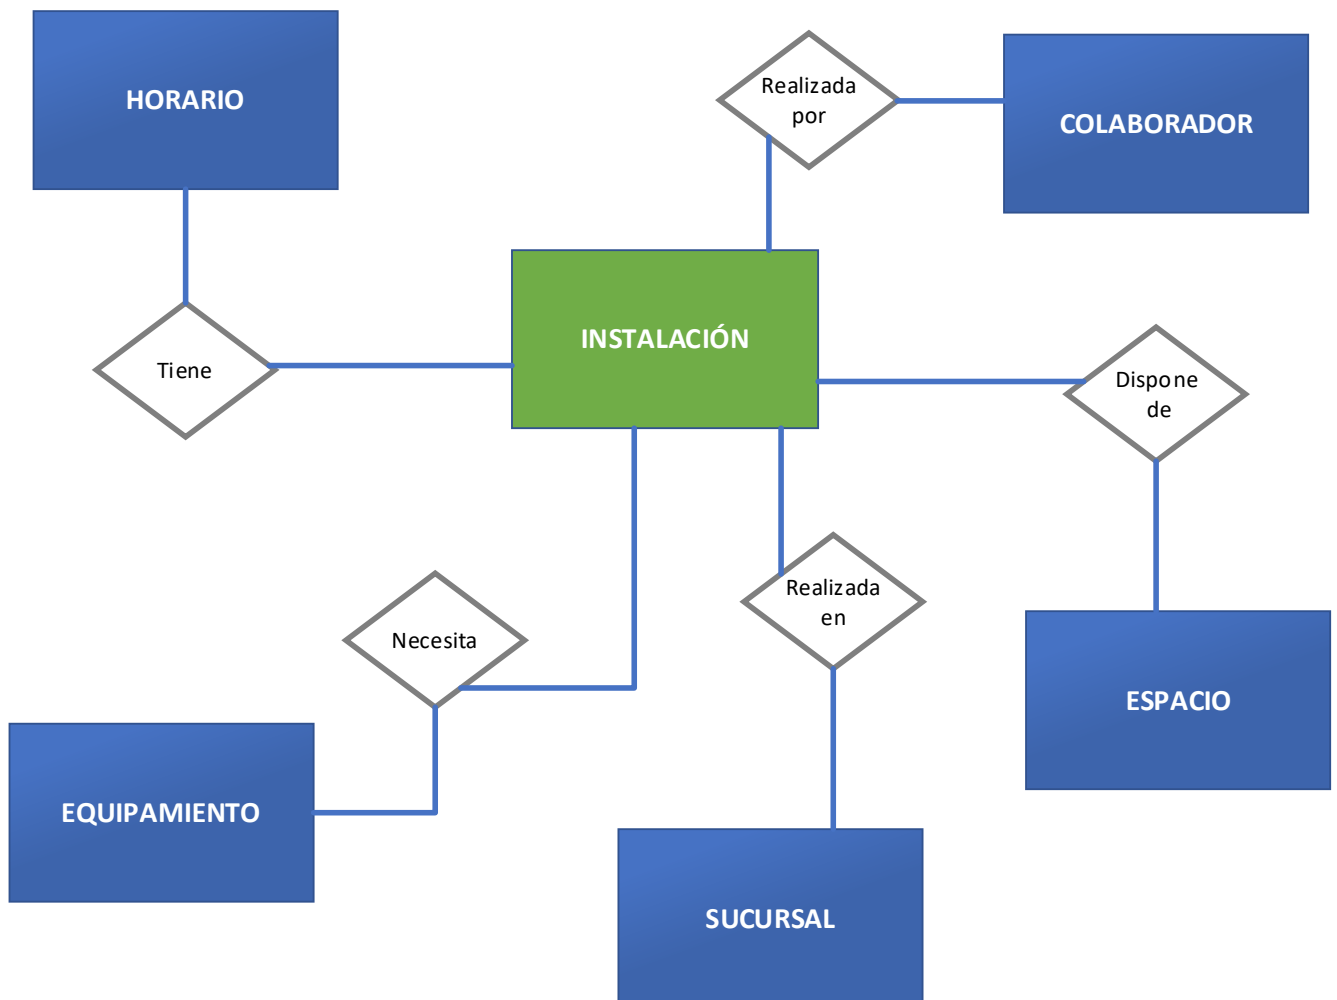 HORARIO
Realizada
por
COLABORADOR
INSTALACIÓN
Tiene
Dispone
de
Realizada
en
Necesita
ESPACIO
EQUIPAMIENTO
SUCURSAL